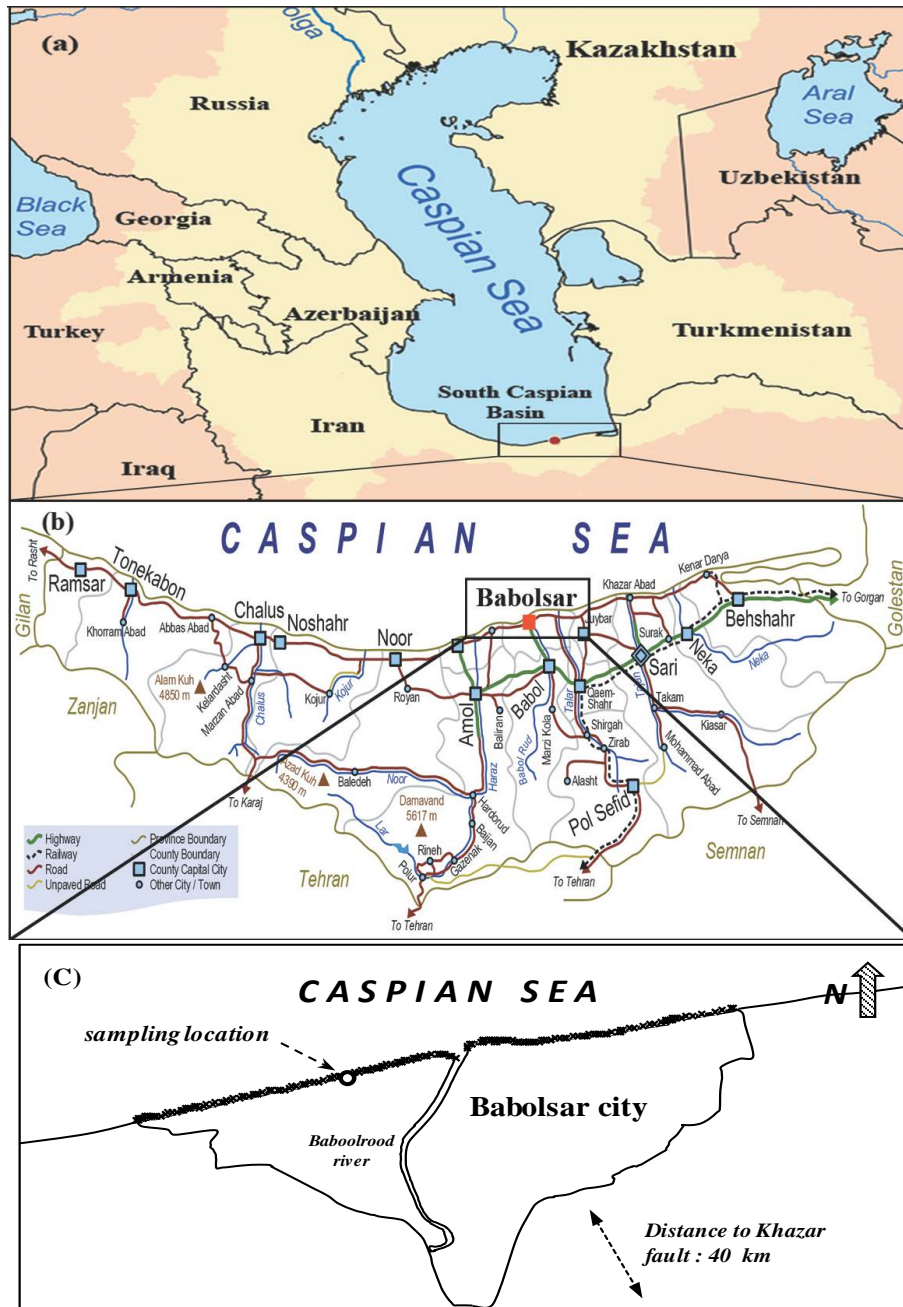 (a)
olga
Kazakhstan
Russia
Aral
Sea
Caspian Sea
Uzbekistan
Black
Sea
Georgia
Armenia
Azerbaijan
Turkey
Turkmenistan
South Caspian
Basin
Iran
Iraq
(b)
CASPIAN SEA
To Rasht
Ramsar
Tonekabon
Gilan
Khorram Abad
Abbas Abad
Chalus
Noshahr
Noor
Babolsar
Khazar Abad
Kenar Darya
Golestan
To Gorgan
Behshahr
Juybar
Surak
Neka
Neka
Sari
Alam Kuh
4850 m
Kelardasht
Marzan Abad
Chalus
Kojur
Kojur
Royan
Amol
Baliran
Babol
Marzi Kola
Babol Rud
Talar
Qaem-
Shahr
Shirgah
Zirab
Takam
Kiasar
Mohammad Abad
Zanjan
Azad Kuh
4390 m
Baledeh
Noor
Haraz
Alasht
Pol Sefid
To Karaj
Damavand
5617 m
Hardorud
Baijan
Rineh
Gazenak
Lar
Polur
To Semnan
Semnan
Tehran
To Tehran
To Tehran
Highway
Railway
Road
Unpaved Road
Province Boundary
County Boundary
County Capital City
Other City / Town
(C)
CASPIAN SEA
N
sampling location
Babolsar city
Baboolrood
river
Distance to Khazar
fault : 40 km